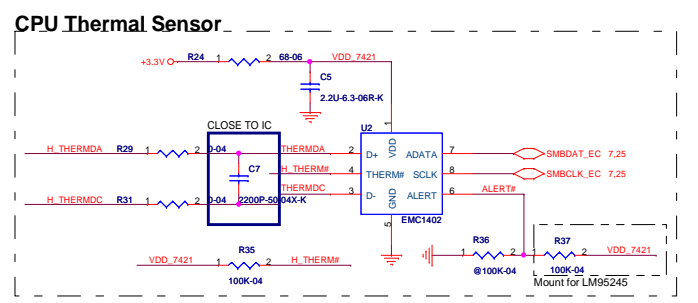 CPU Thermal Sensor
+3.3V R24 1 2 68-06 VDD_7421
C5
2.2U-6.3-06R-K
CLOSE TO IC
U2
1
H_THERMDA R29 1 2 0-04 THERMDA 2 D+ VDD ADATA 7 SMBDAT_EC 7,25
C7 H_THERM# 4 THERM# SCLK 8 SMBCLK_EC 7,25
H_THERMDC R31 1 2 0-04 2200P-50-04X-K THERMDC 3 D- GND ALERT 6 ALERT#
EMC1402
5
VDD_7421 1 R35 2 H_THERM#
100K-04
R36 1 2
@100K-04
R37 1 2 VDD_7421
100K-04
Mount for LM95245